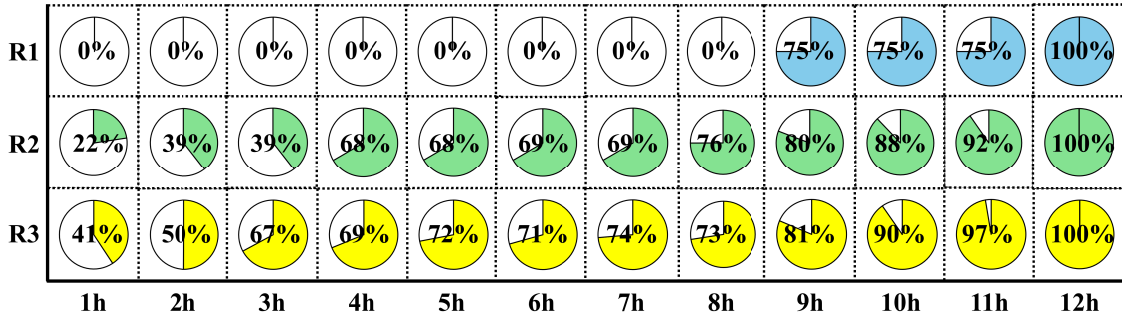 R1 0% 0% 0% 0% 0% 0% 0% 0% 75% 75% 75% 100%
R2 22% 39% 39% 68% 68% 69% 69% 76% 80% 88% 92% 100%
R3 41% 50% 67% 69% 72% 71% 74% 73% 81% 90% 97% 100%
1h 2h 3h 4h 5h 6h 7h 8h 9h 10h 11h 12h